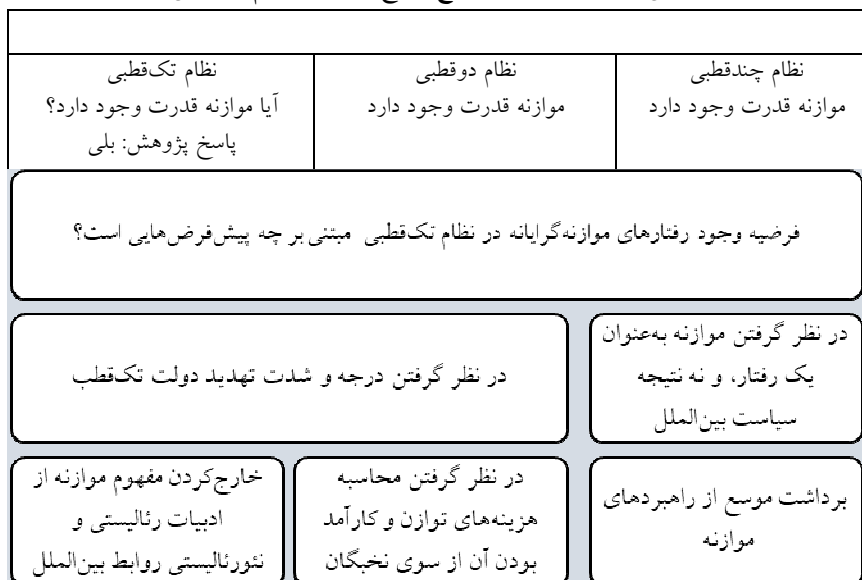 نظام چندقطبی
موازنه قدرت وجود دارد
نظام دوقطبی
موازنه قدرت وجود دارد
نظام تک‌قطبی
آیا موازنه قدرت وجود دارد؟
پاسخ پژوهش: بلی
فرضیه وجود رفتارهای موازنه‌گرایانه در نظام تک‌قطبی مبتنی بر چه پیش‌فرض‌هایی است؟
در نظر گرفتن موازنه به‌عنوان
یک رفتار، و نه نتیجه
سیاست بین‌الملل
در نظر گرفتن درجه و شدت تهدید دولت تک‌قطب
برداشت موسع از راهبردهای
موازنه
در نظر گرفتن محاسبه
هزینه‌های توازن و کارآمد
بودن آن از سوی نخبگان
خارج‌کردن مفهوم موازنه از
ادبیات رئالیستی و
نئورئالیستی روابط بین‌الملل